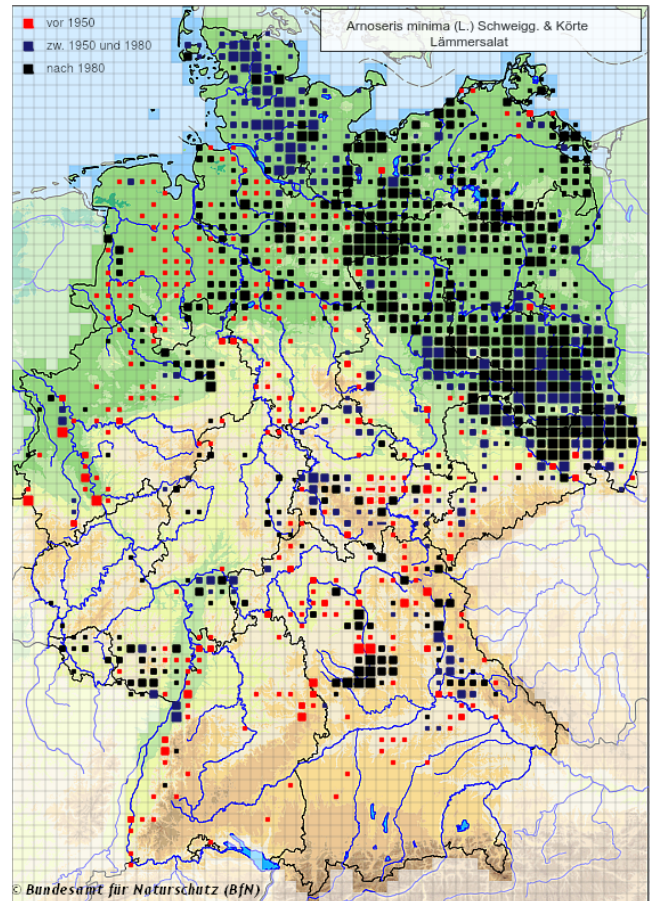 vor 1950
zw. 1950 und 1980
nach 1980
Arnoseris minima (L.) Schweigg. & Körte
Lämmersalat
© Bundesamt für Naturschutz (BfN)